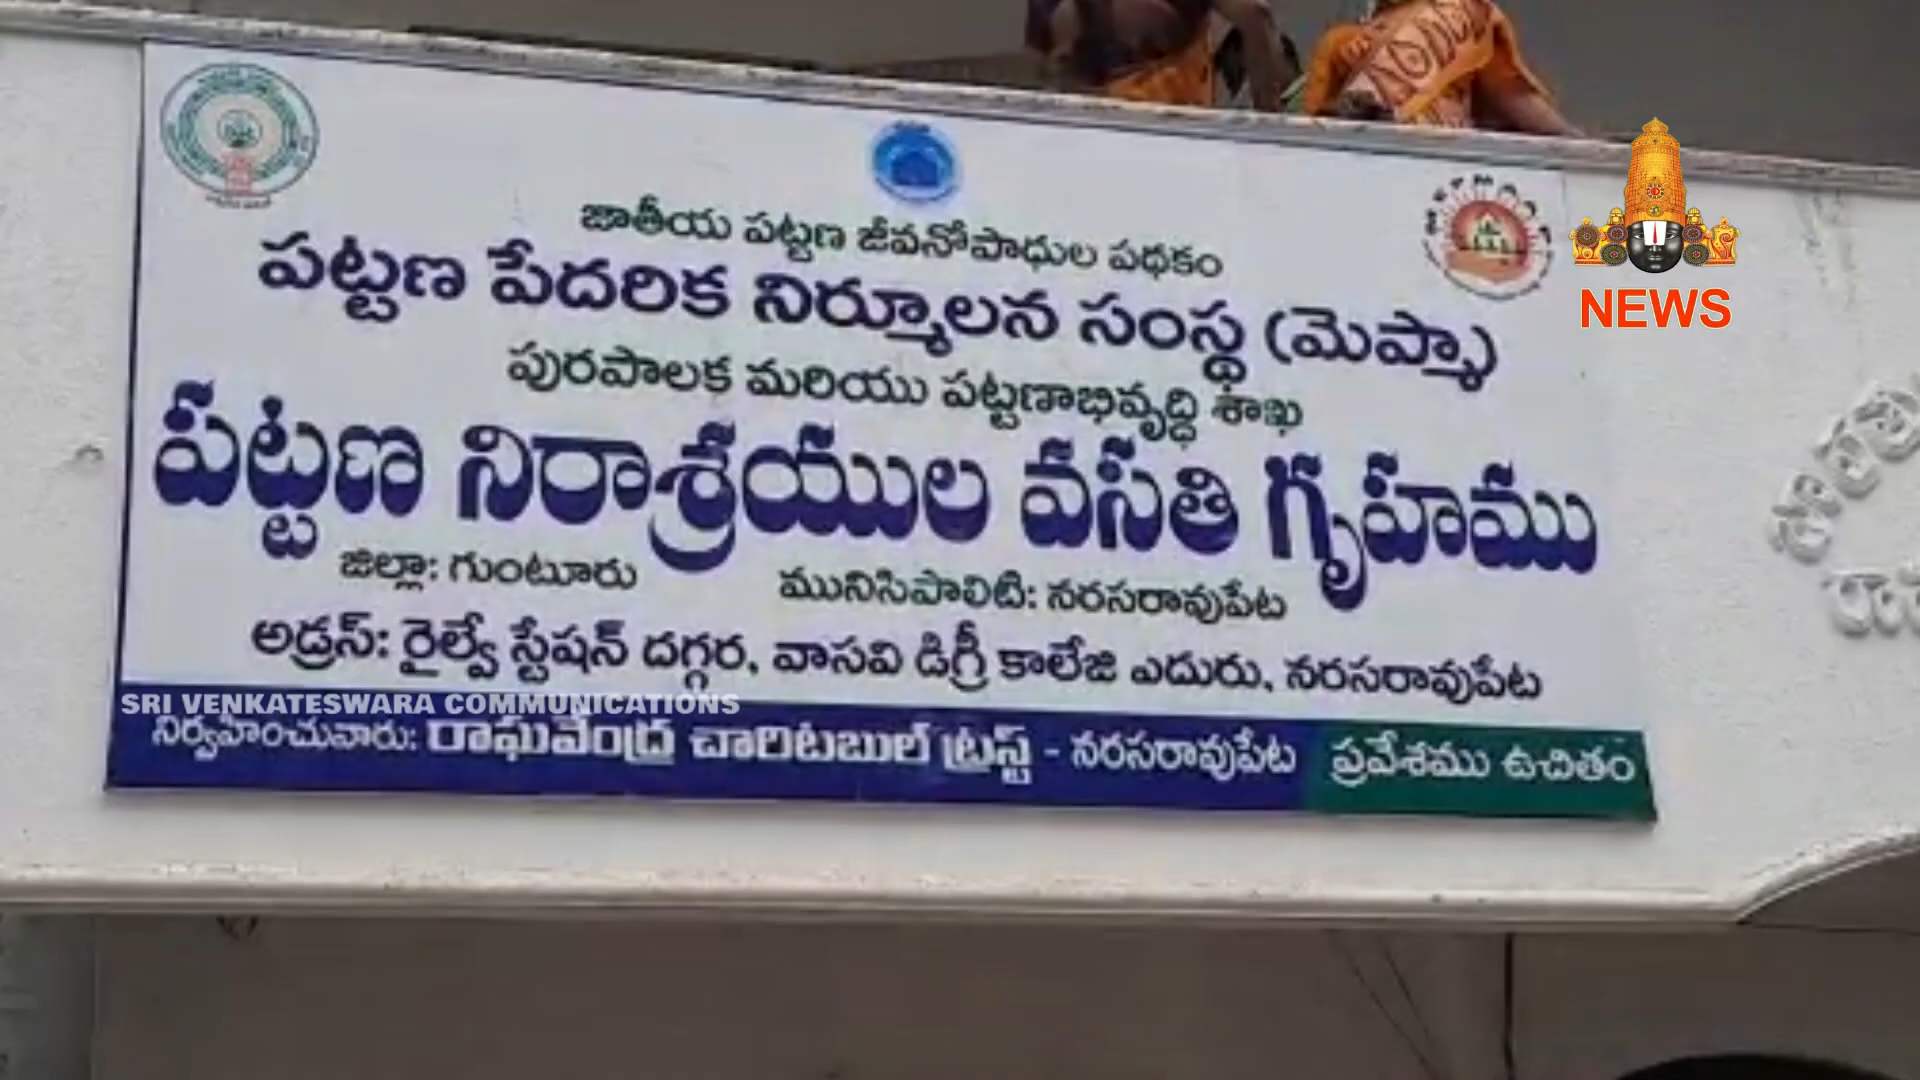 జాతీయ పట్టణ జీవనోపాధుల పథకం
పట్టణ పేదరిక నిర్మూలన సంస్థ (మెప్మా)
NEWS
పురపాలక మరియు పట్టణాభివృద్ధి శాఖ
పట్టణ నిరాశ్రయుల వసతి గృహము
జిల్లా: గుంటూరు మునిసిపాలిటి: నరసరావుపేట
అడ్రస్: రైల్వే స్టేషన్ దగ్గర, వాసవి డిగ్రీ కాలేజి ఎదురు, నరసరావుపేట
SRI VENKATESWARA COMMUNICATIONS
నిర్వహించువారు: రాఘవేంద్ర చారిటబుల్ ట్రస్ట్ - నరసరావుపేట ప్రవేశము ఉచితం